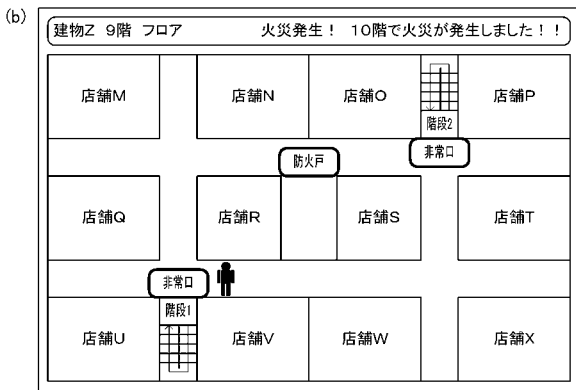 (b)
建物Z 9階 フロア 火災発生! 10階で火災が発生しました!!
店舗M 店舗N 店舗O 店舗P
階段2
非常口
防火戸
店舗Q 店舗R 店舗S 店舗T
非常口
階段1
店舗U 店舗V 店舗W 店舗X